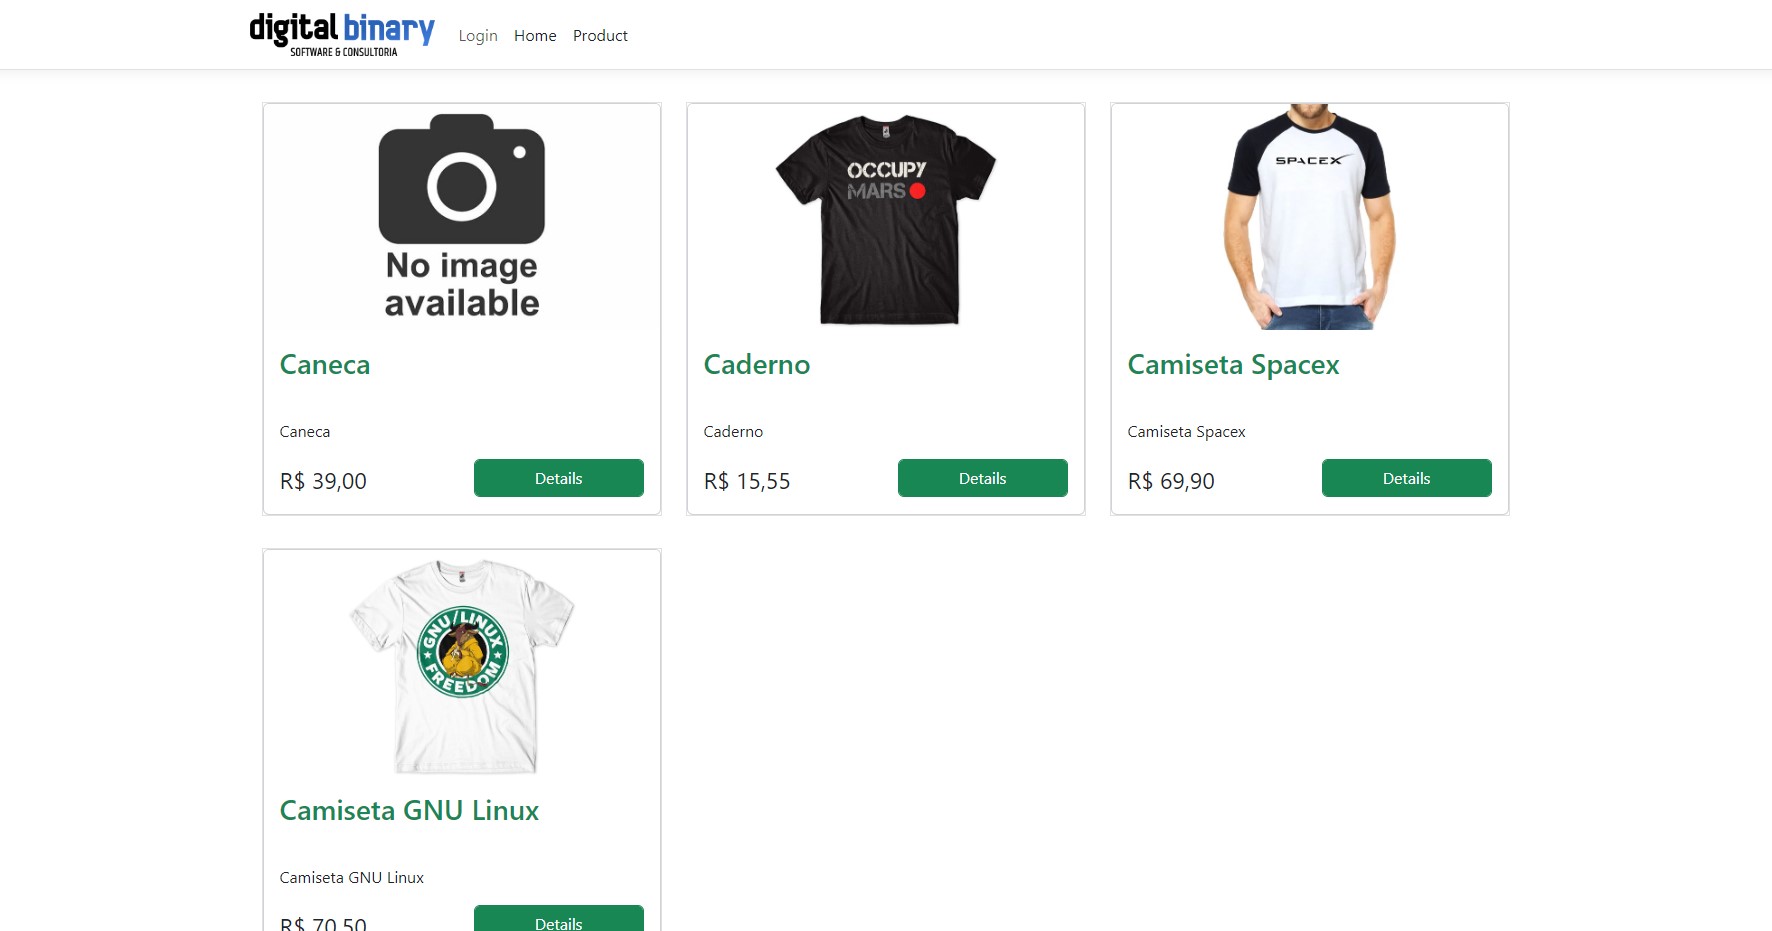 digital binary
SOFTWARE & CONSULTORIA
Login Home Product
No image
available
OCCUPY
MARS
SPACEX
Caneca
Caderno
Camiseta Spacex
Caneca
Caderno
Camiseta Spacex
R$ 39,00 Details
R$ 15,55 Details
R$ 69,90 Details
GNU/LINUX
FREEDOM
Camiseta GNU Linux
Camiseta GNU Linux
R$ 70,50 Details